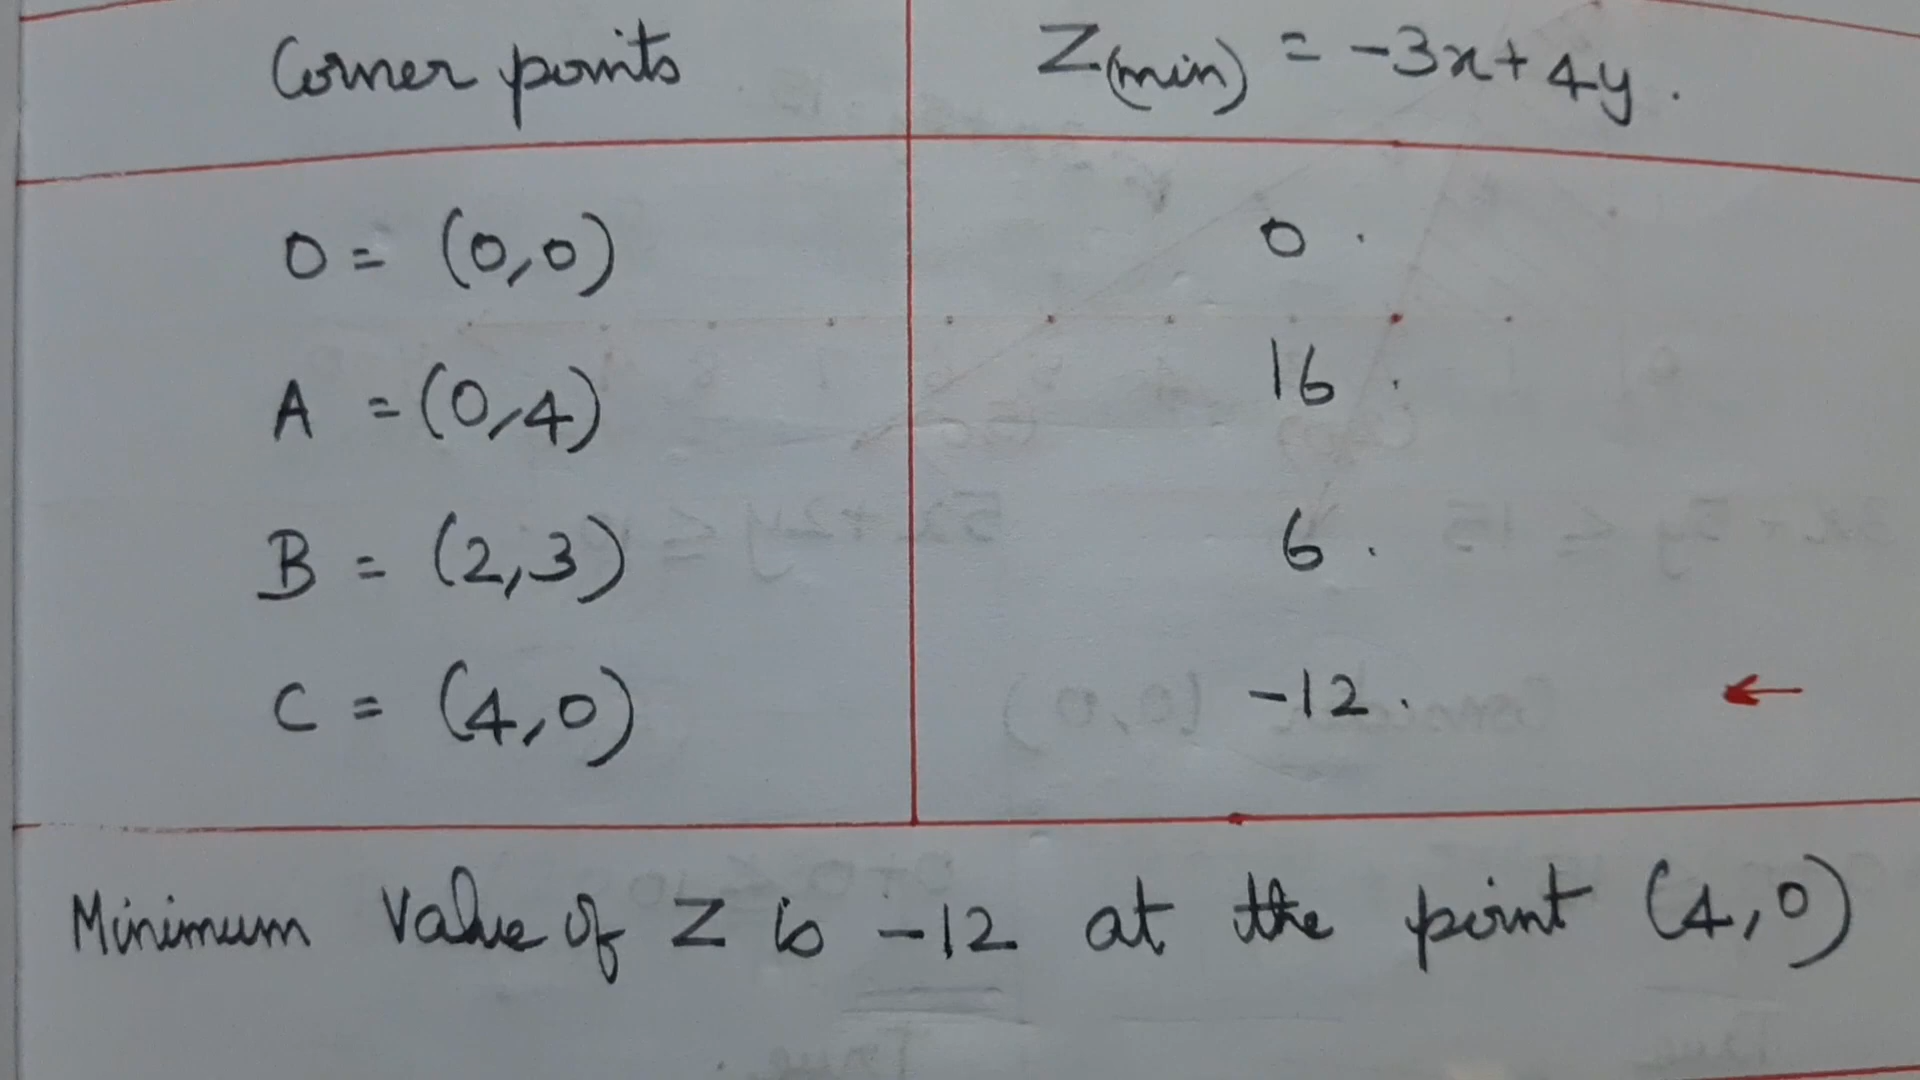 Corner points Z(min) = -3x + 4y.
O = (0,0) 0.
A = (0,4) 16.
B = (2,3) 6.
C = (4,0) -12. ←
Minimum Value of Z is -12 at the point (4,0)